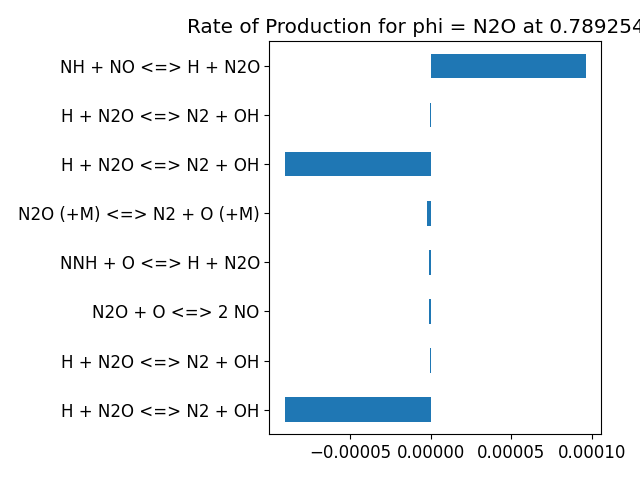 Rate of Production for phi = N2O at 0.789254
NH + NO <=> H + N2O
H + N2O <=> N2 + OH
H + N2O <=> N2 + OH
N2O (+M) <=> N2 + O (+M)
NNH + O <=> H + N2O
N2O + O <=> 2 NO
H + N2O <=> N2 + OH
H + N2O <=> N2 + OH
−0.00005 0.00000 0.00005 0.00010